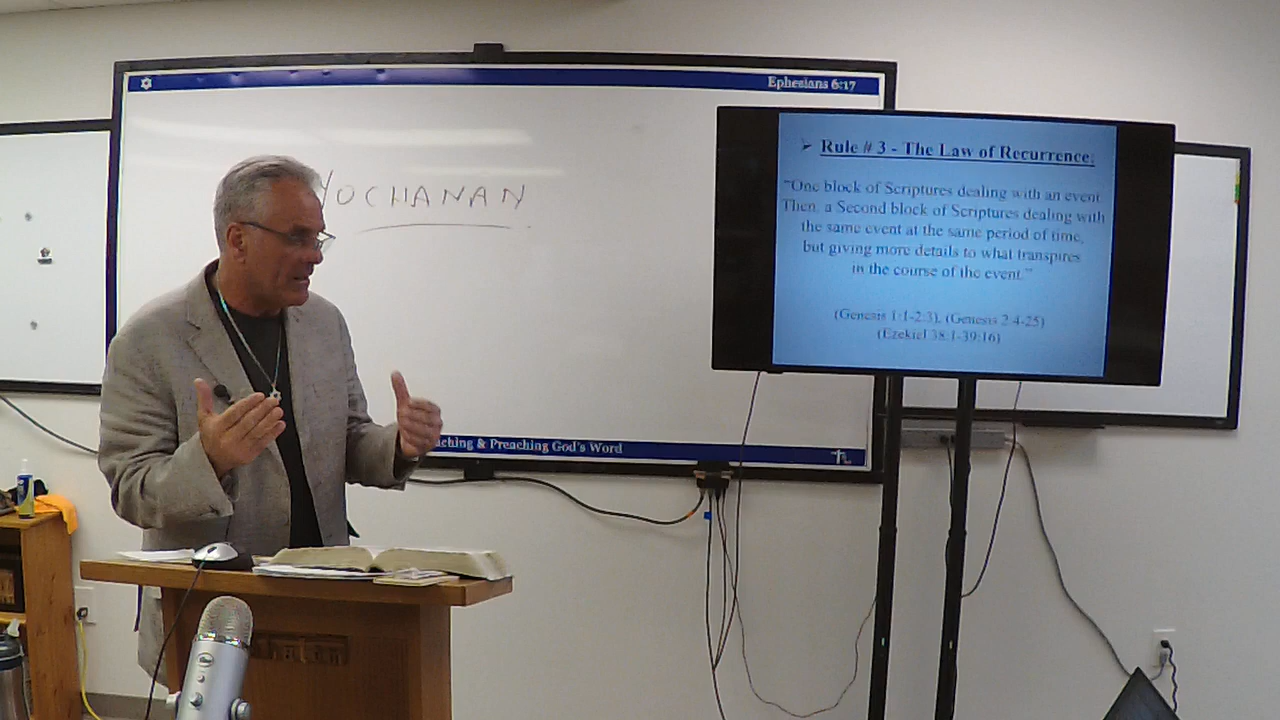 Ephesians 6:17
YOCHANAN
➢ Rule # 3 - The Law of Recurrence:
"One block of Scriptures dealing with an event.
Then, a Second block of Scriptures dealing with
the same event at the same period of time,
but giving more details to what transpires
in the course of the event."
(Genesis 1:1-2:3), (Genesis 2:4-25)
(Ezekiel 38:1-39:16)
& Preaching God's Word